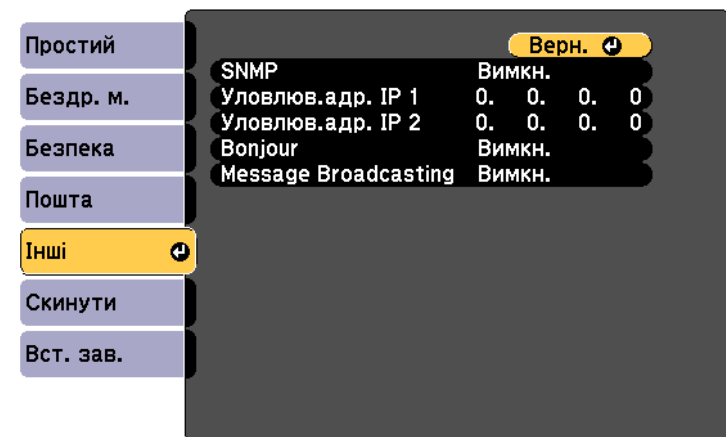 Простий
Бездр. м.
Безпека
Пошта
Інші
Скинути
Вст. зав.
Верн.
SNMP Вимкн.
Уловлюв.адр. IP 1 0. 0. 0. 0
Уловлюв.адр. IP 2 0. 0. 0. 0
Bonjour Вимкн.
Message Broadcasting Вимкн.